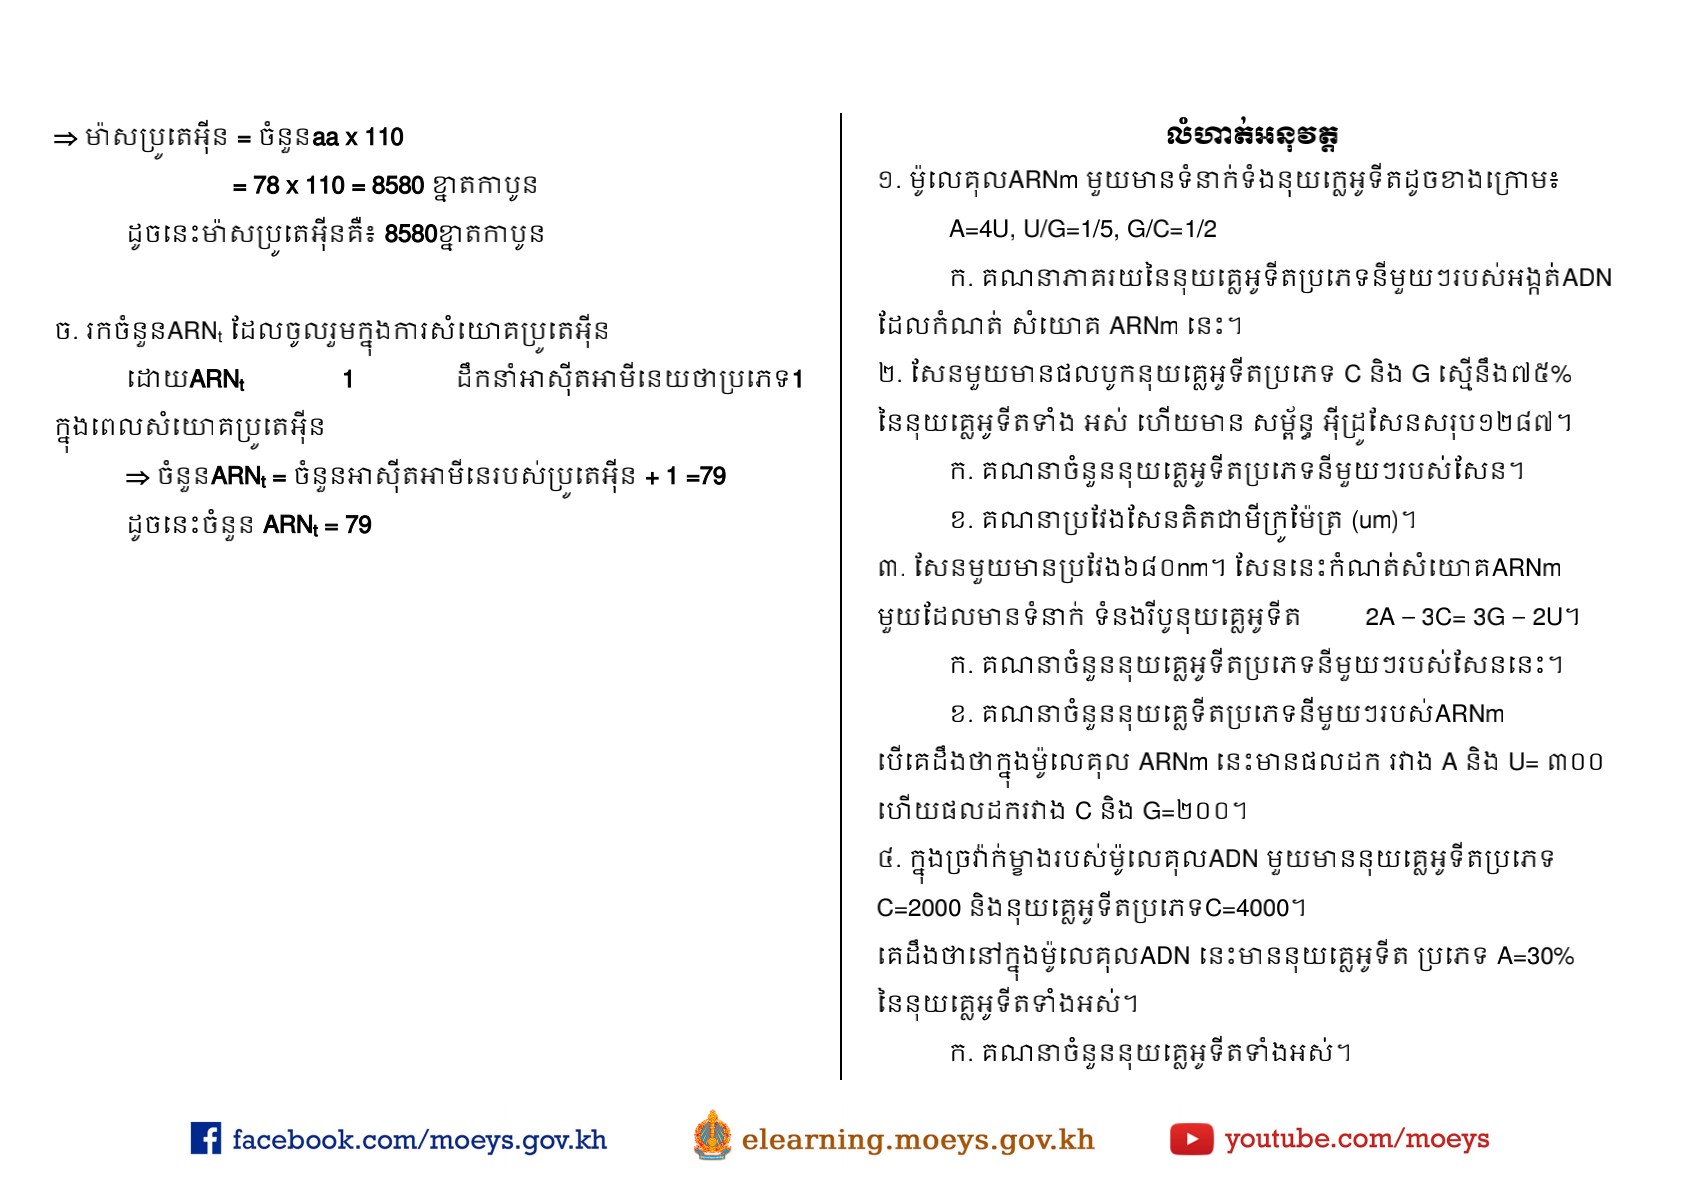 ⇒ ម៉ាសប្រូតេអ៊ីន = ចំនួនaa x 110
= 78 x 110 = 8580 ខ្នាតកាបូន
ដូចនេះម៉ាសប្រូតេអ៊ីនគឺ៖ 8580ខ្នាតកាបូន
ច. រកចំនួនARNt ដែលចូលរួមក្នុងការសំយោគប្រូតេអ៊ីន
ដោយARNt 1 ដឹកនាំអាស៊ីតអាមីនេយថាប្រភេទ1
ក្នុងពេលសំយោគប្រូតេអ៊ីន
⇒ ចំនួនARNt = ចំនួនអាស៊ីតអាមីនេរបស់ប្រូតេអ៊ីន + 1 =79
ដូចនេះចំនួន ARNt = 79
លំហាត់អនុវត្ត
១. ម៉ូលេគុលARNm មួយមានទំនាក់ទំងនុយក្លេអូទីតដូចខាងក្រោម៖
A=4U, U/G=1/5, G/C=1/2
ក. គណនាភាគរយនៃនុយគ្លេអូទីតប្រភេទនីមួយៗរបស់អង្កត់ADN
ដែលកំណត់ សំយោគ ARNm នេះ។
២. សែនមួយមានផលបូកនុយគ្លេអូទីតប្រភេទ C និង G ស្មើនឹង៧៥%
នៃនុយគ្លេអូទីតទាំង អស់ ហើយមាន សម្ព័ន្ធ អ៊ីដ្រូសែនសរុប១២៨៧។
ក. គណនាចំនួននុយគ្លេអូទីតប្រភេទនីមួយៗរបស់សែន។
ខ. គណនាប្រវែងសែនគិតជាមីក្រូម៉ែត្រ (um)។
៣. សែនមួយមានប្រវែង៦៨០nm។ សែននេះកំណត់សំយោគARNm
មួយដែលមានទំនាក់ ទំនងរីបូនុយគ្លេអូទីត 2A – 3C= 3G – 2U។
ក. គណនាចំនួននុយគ្លេអូទីតប្រភេទនីមួយៗរបស់សែននេះ។
ខ. គណនាចំនួននុយគ្លេទីតប្រភេទនីមួយៗរបស់ARNm
បើគេដឹងថាក្នុងម៉ូលេគុល ARNm នេះមានផលដក រវាង A និង U= ៣០០
ហើយផលដករវាង C និង G=២០០។
៤. ក្នុងច្រវ៉ាក់ម្ខាងរបស់ម៉ូលេគុលADN មួយមាននុយគ្លេអូទីតប្រភេទ
C=2000 និងនុយគ្លេអូទីតប្រភេទC=4000។
គេដឹងថានៅក្នុងម៉ូលេគុលADN នេះមាននុយគ្លេអូទីត ប្រភេទ A=30%
នៃនុយគ្លេអូទីតទាំងអស់។
ក. គណនាចំនួននុយគ្លេអូទីតទាំងអស់។
facebook.com/moeys.gov.kh
elearning.moeys.gov.kh
youtube.com/moeys